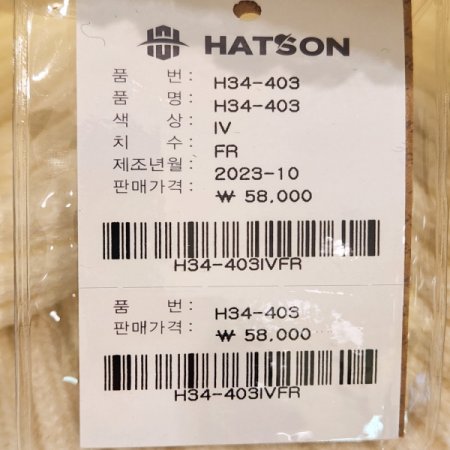 HATSON
품 번 : H34-403
품 명 : H34-403
색 상 : IV
치 수 : FR
제조년월 : 2023-10
판매가격 : ₩ 58,000
H34-403IVFR
품 번 : H34-403
판매가격 : ₩ 58,000
H34-403IVFR